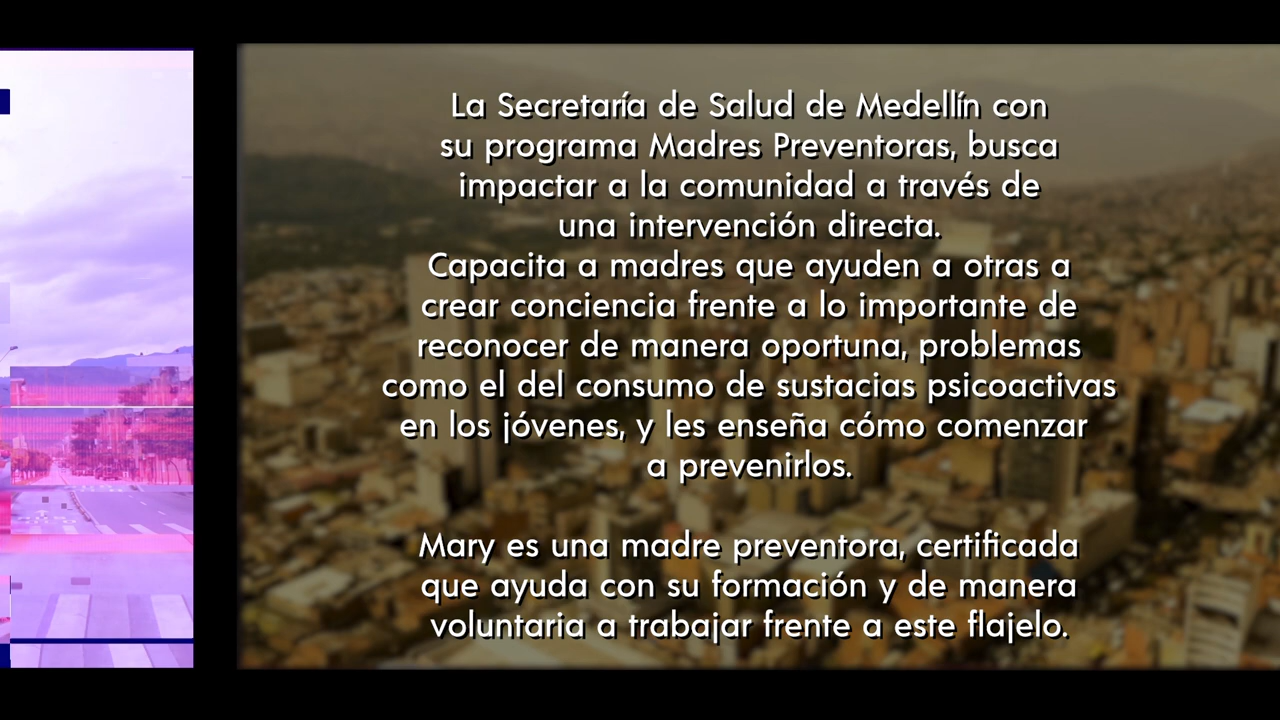 La Secretaría de Salud de Medellín con
su programa Madres Preventoras, busca
impactar a la comunidad a través de
una intervención directa.
Capacita a madres que ayuden a otras a
crear conciencia frente a lo importante de
reconocer de manera oportuna, problemas
como el del consumo de sustacias psicoactivas
en los jóvenes, y les enseña cómo comenzar
a prevenirlos.
Mary es una madre preventora, certificada
que ayuda con su formación y de manera
voluntaria a trabajar frente a este flajelo.